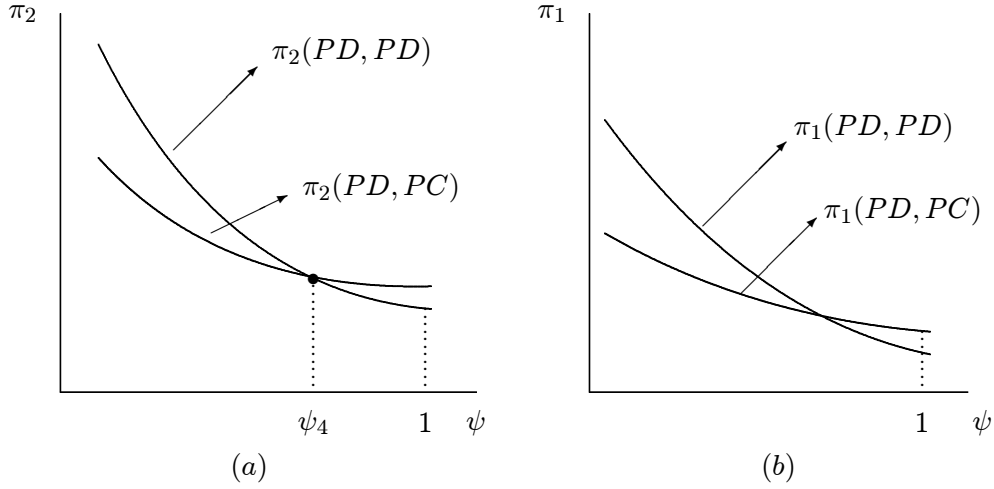 π₂
π₂(PD, PD)
π₂(PD, PC)
ψ₄
1
ψ
(a)
π₁
π₁(PD, PD)
π₁(PD, PC)
1
ψ
(b)